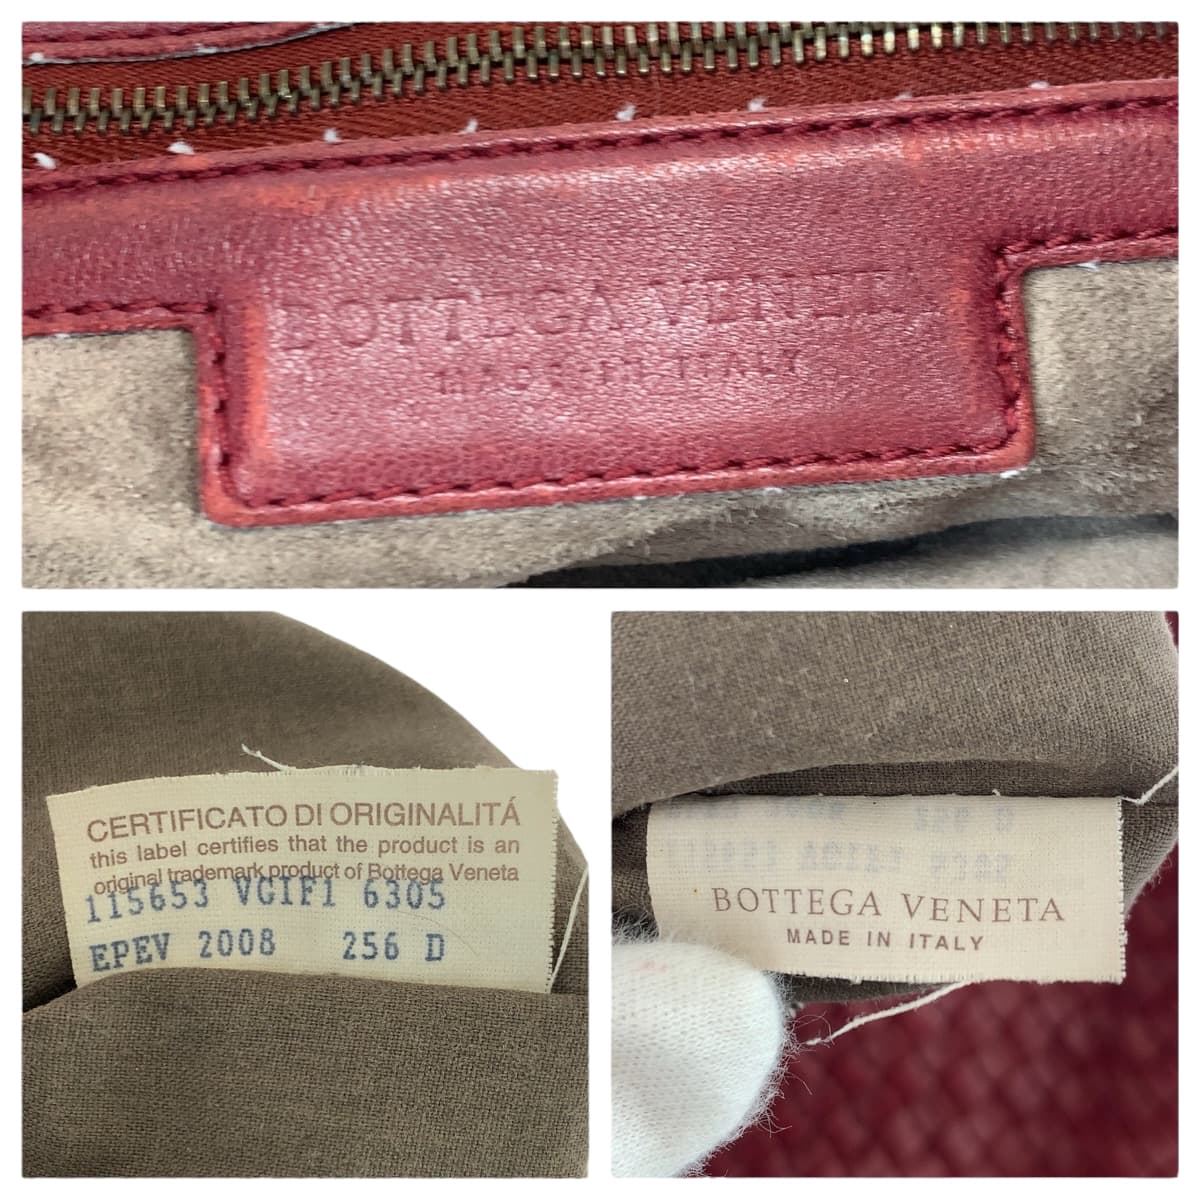 BOTTEGA VENETA
MADE IN ITALY
CERTIFICATO DI ORIGINALITÁ
this label certifies that the product is an
original trademark product of Bottega Veneta
115653 VGIF1 6305
EPEV 2008 256 D
BOTTEGA VENETA
MADE IN ITALY